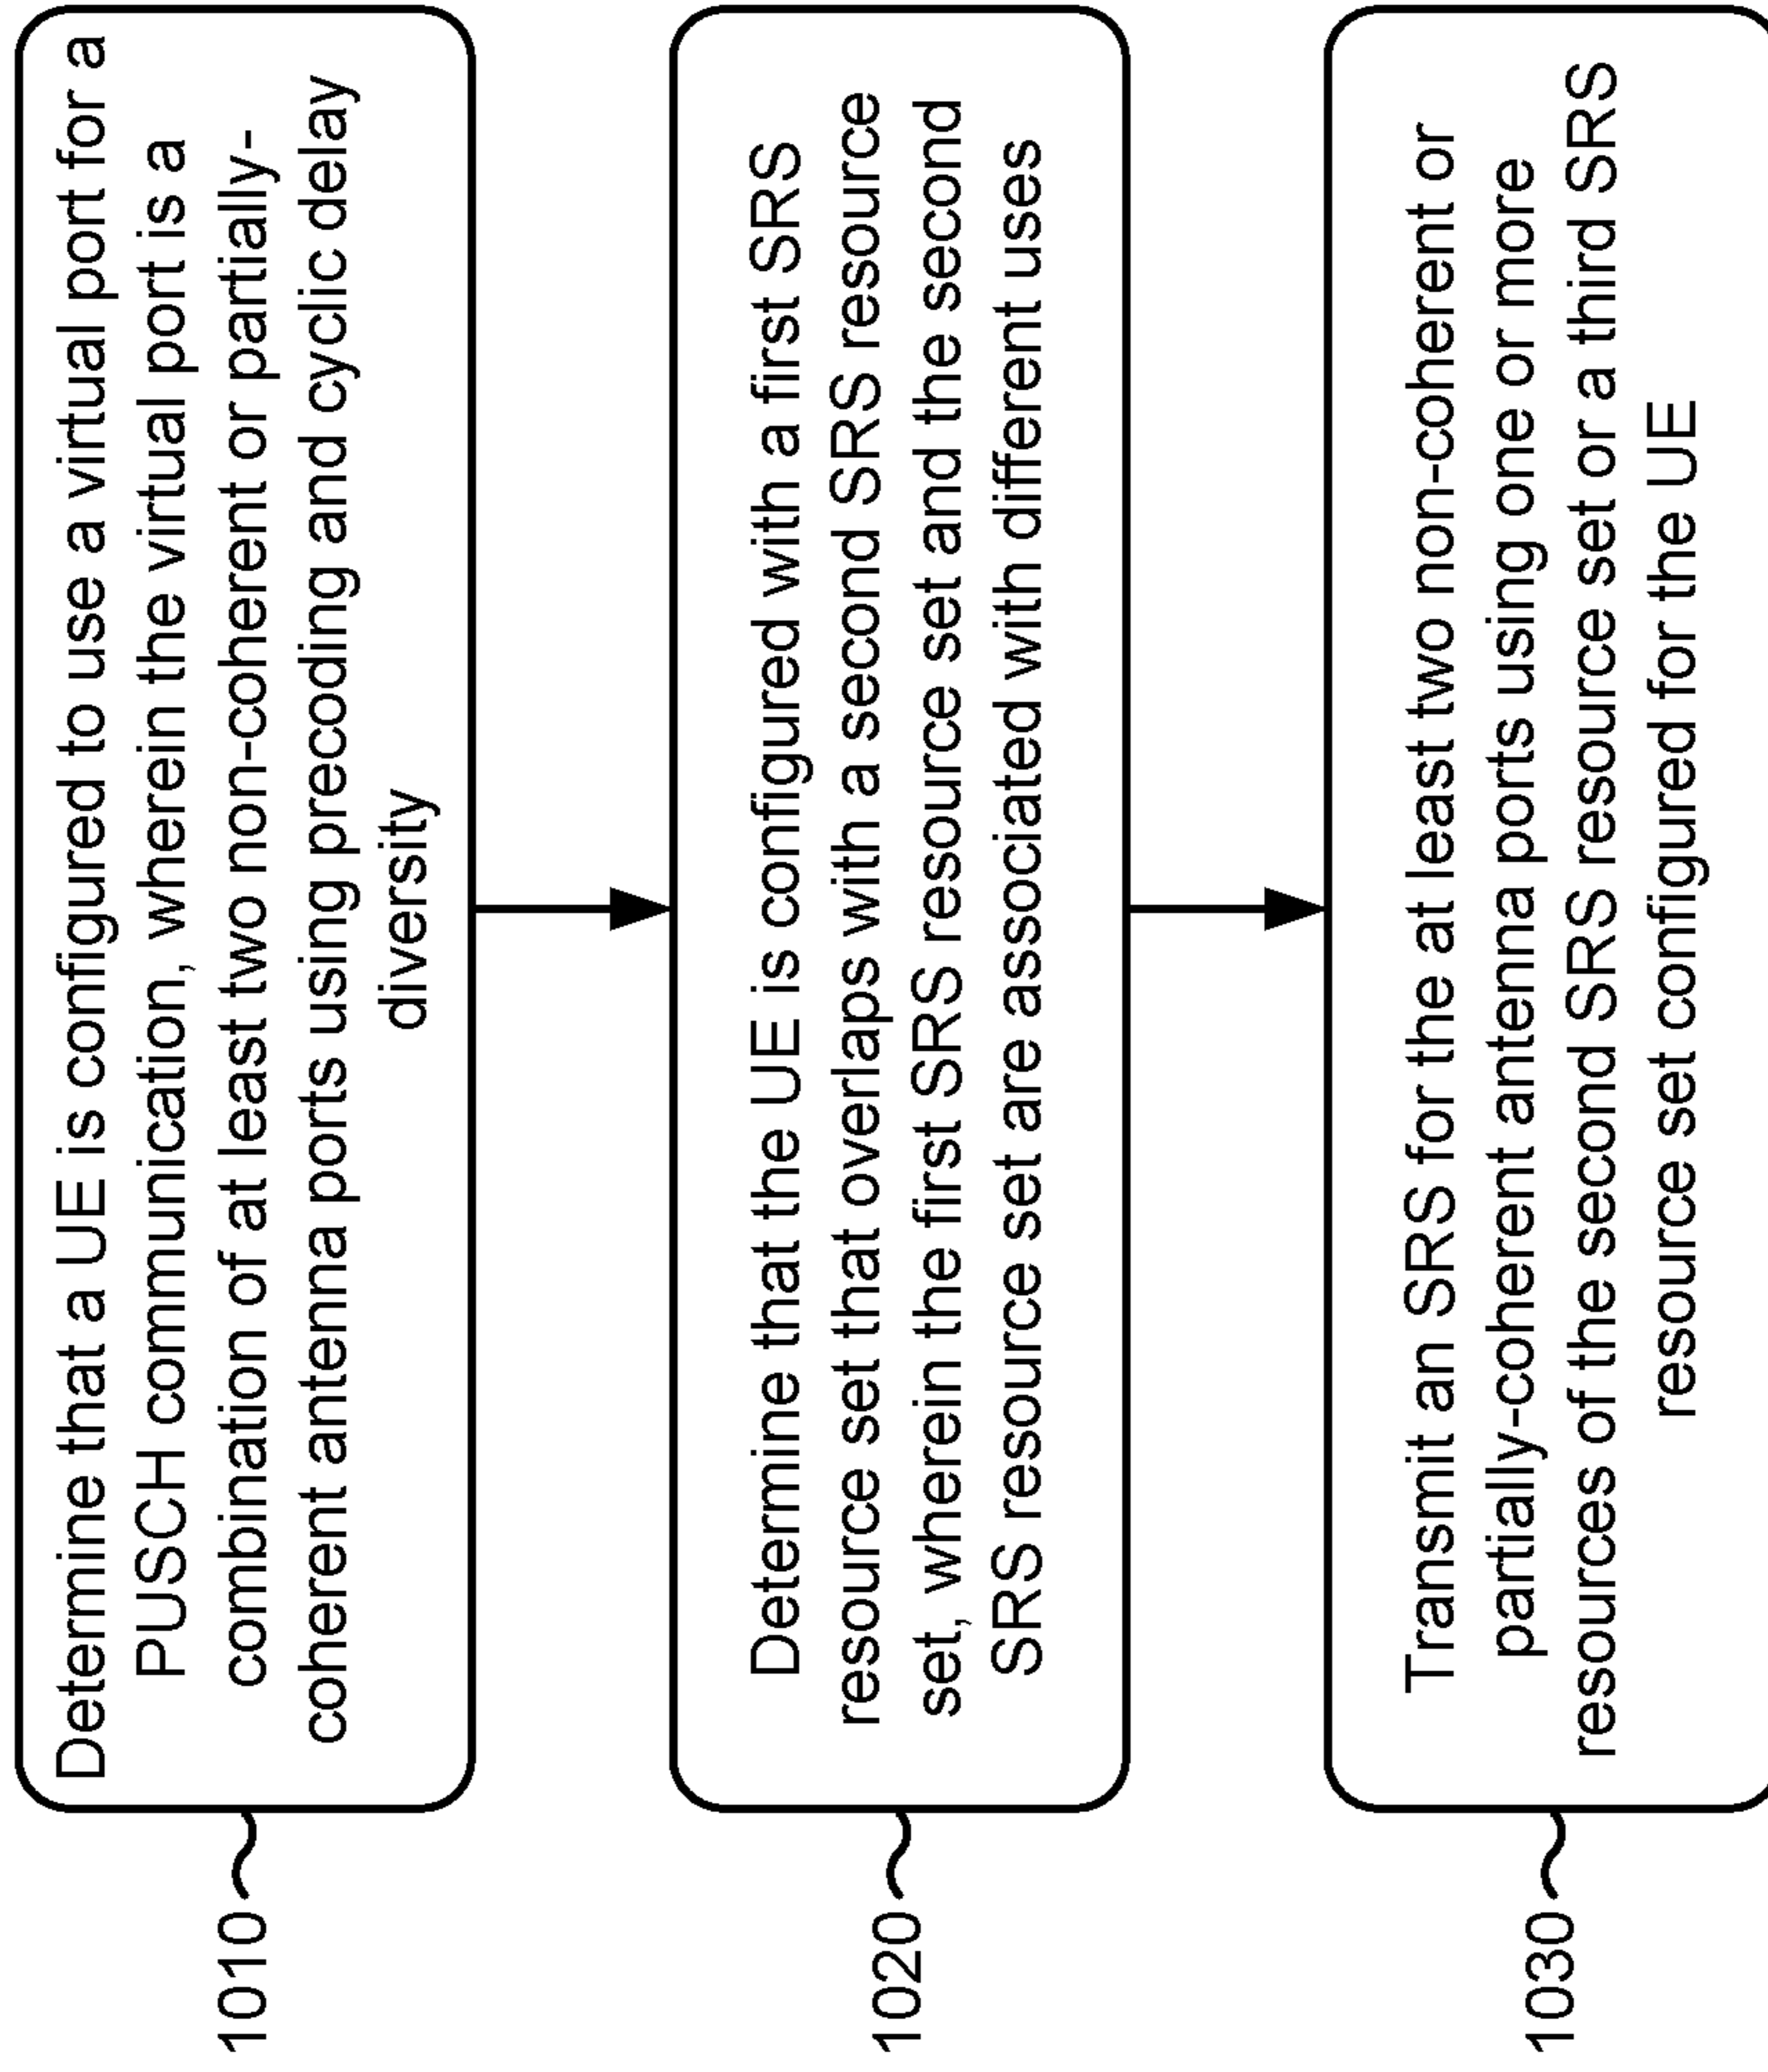 Determine that a UE is configured to use a virtual port for a
PUSCH communication, wherein the virtual port is a
combination of at least two non-coherent or partially-
coherent antenna ports using precoding and cyclic delay
diversity
1010
Determine that the UE is configured with a first SRS
resource set that overlaps with a second SRS resource
set, wherein the first SRS resource set and the second
SRS resource set are associated with different uses
1020
Transmit an SRS for the at least two non-coherent or
partially-coherent antenna ports using one or more
resources of the second SRS resource set or a third SRS
resource set configured for the UE
1030